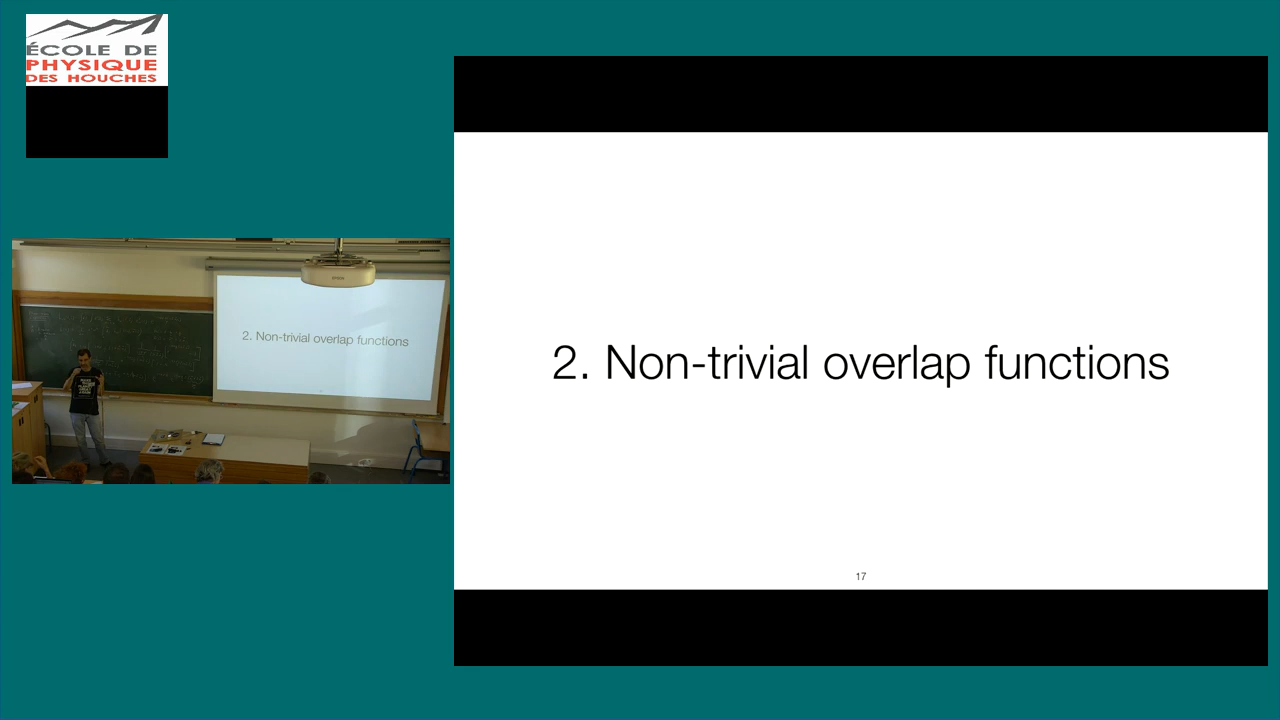 ÉCOLE DE
PHYSIQUE
DES HOUCHES
2. Non-trivial overlap functions
2. Non-trivial overlap functions
17